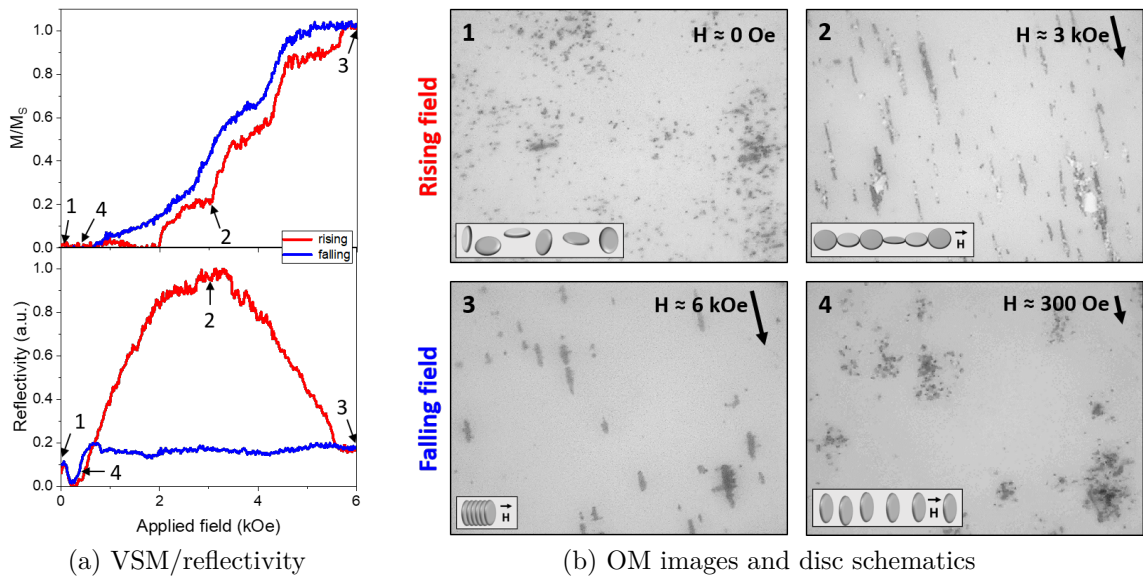 1.0
0.8
0.6
0.4
0.2
0.0
M/M_S
1
4
2
3
rising
falling
1.0
0.8
0.6
0.4
0.2
0.0
Reflectivity (a.u.)
1
4
2
3
0
2
4
6
Applied field (kOe)
(a) VSM/reflectivity
Rising field
1
H ≈ 0 Oe
2
H ≈ 3 kOe
H
Falling field
3
H ≈ 6 kOe
H
4
H ≈ 300 Oe
H
(b) OM images and disc schematics